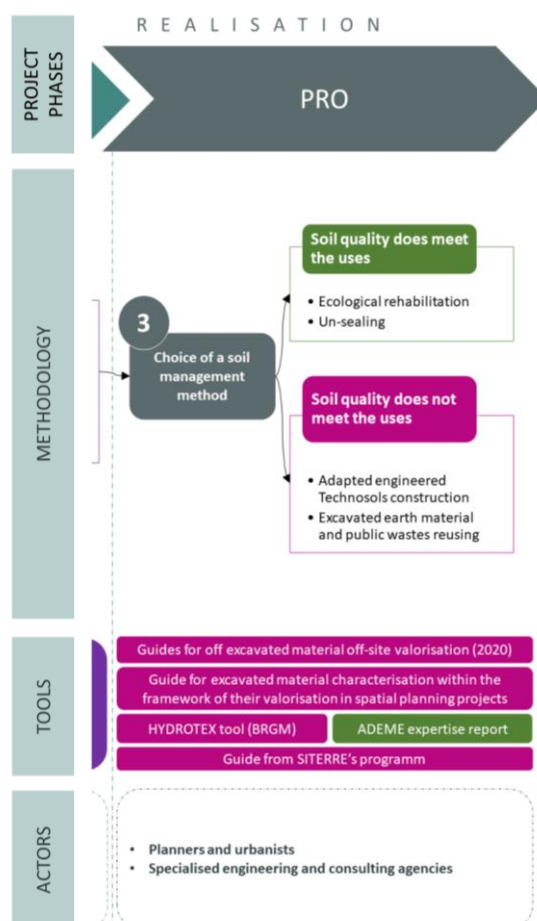 REALISATION
PROJECT
PHASES
PRO
METHODOLOGY
3
Choice of a soil
management
method
Soil quality does meet
the uses
• Ecological rehabilitation
• Un-sealing
Soil quality does not
meet the uses
• Adapted engineered
Technosols construction
• Excavated earth material
and public wastes reusing
TOOLS
Guides for off excavated material off-site valorisation (2020)
Guide for excavated material characterisation within the
framework of their valorisation in spatial planning projects
HYDROTEX tool (BRGM)
ADEME expertise report
Guide from SITERRE's programm
ACTORS
• Planners and urbanists
• Specialised engineering and consulting agencies